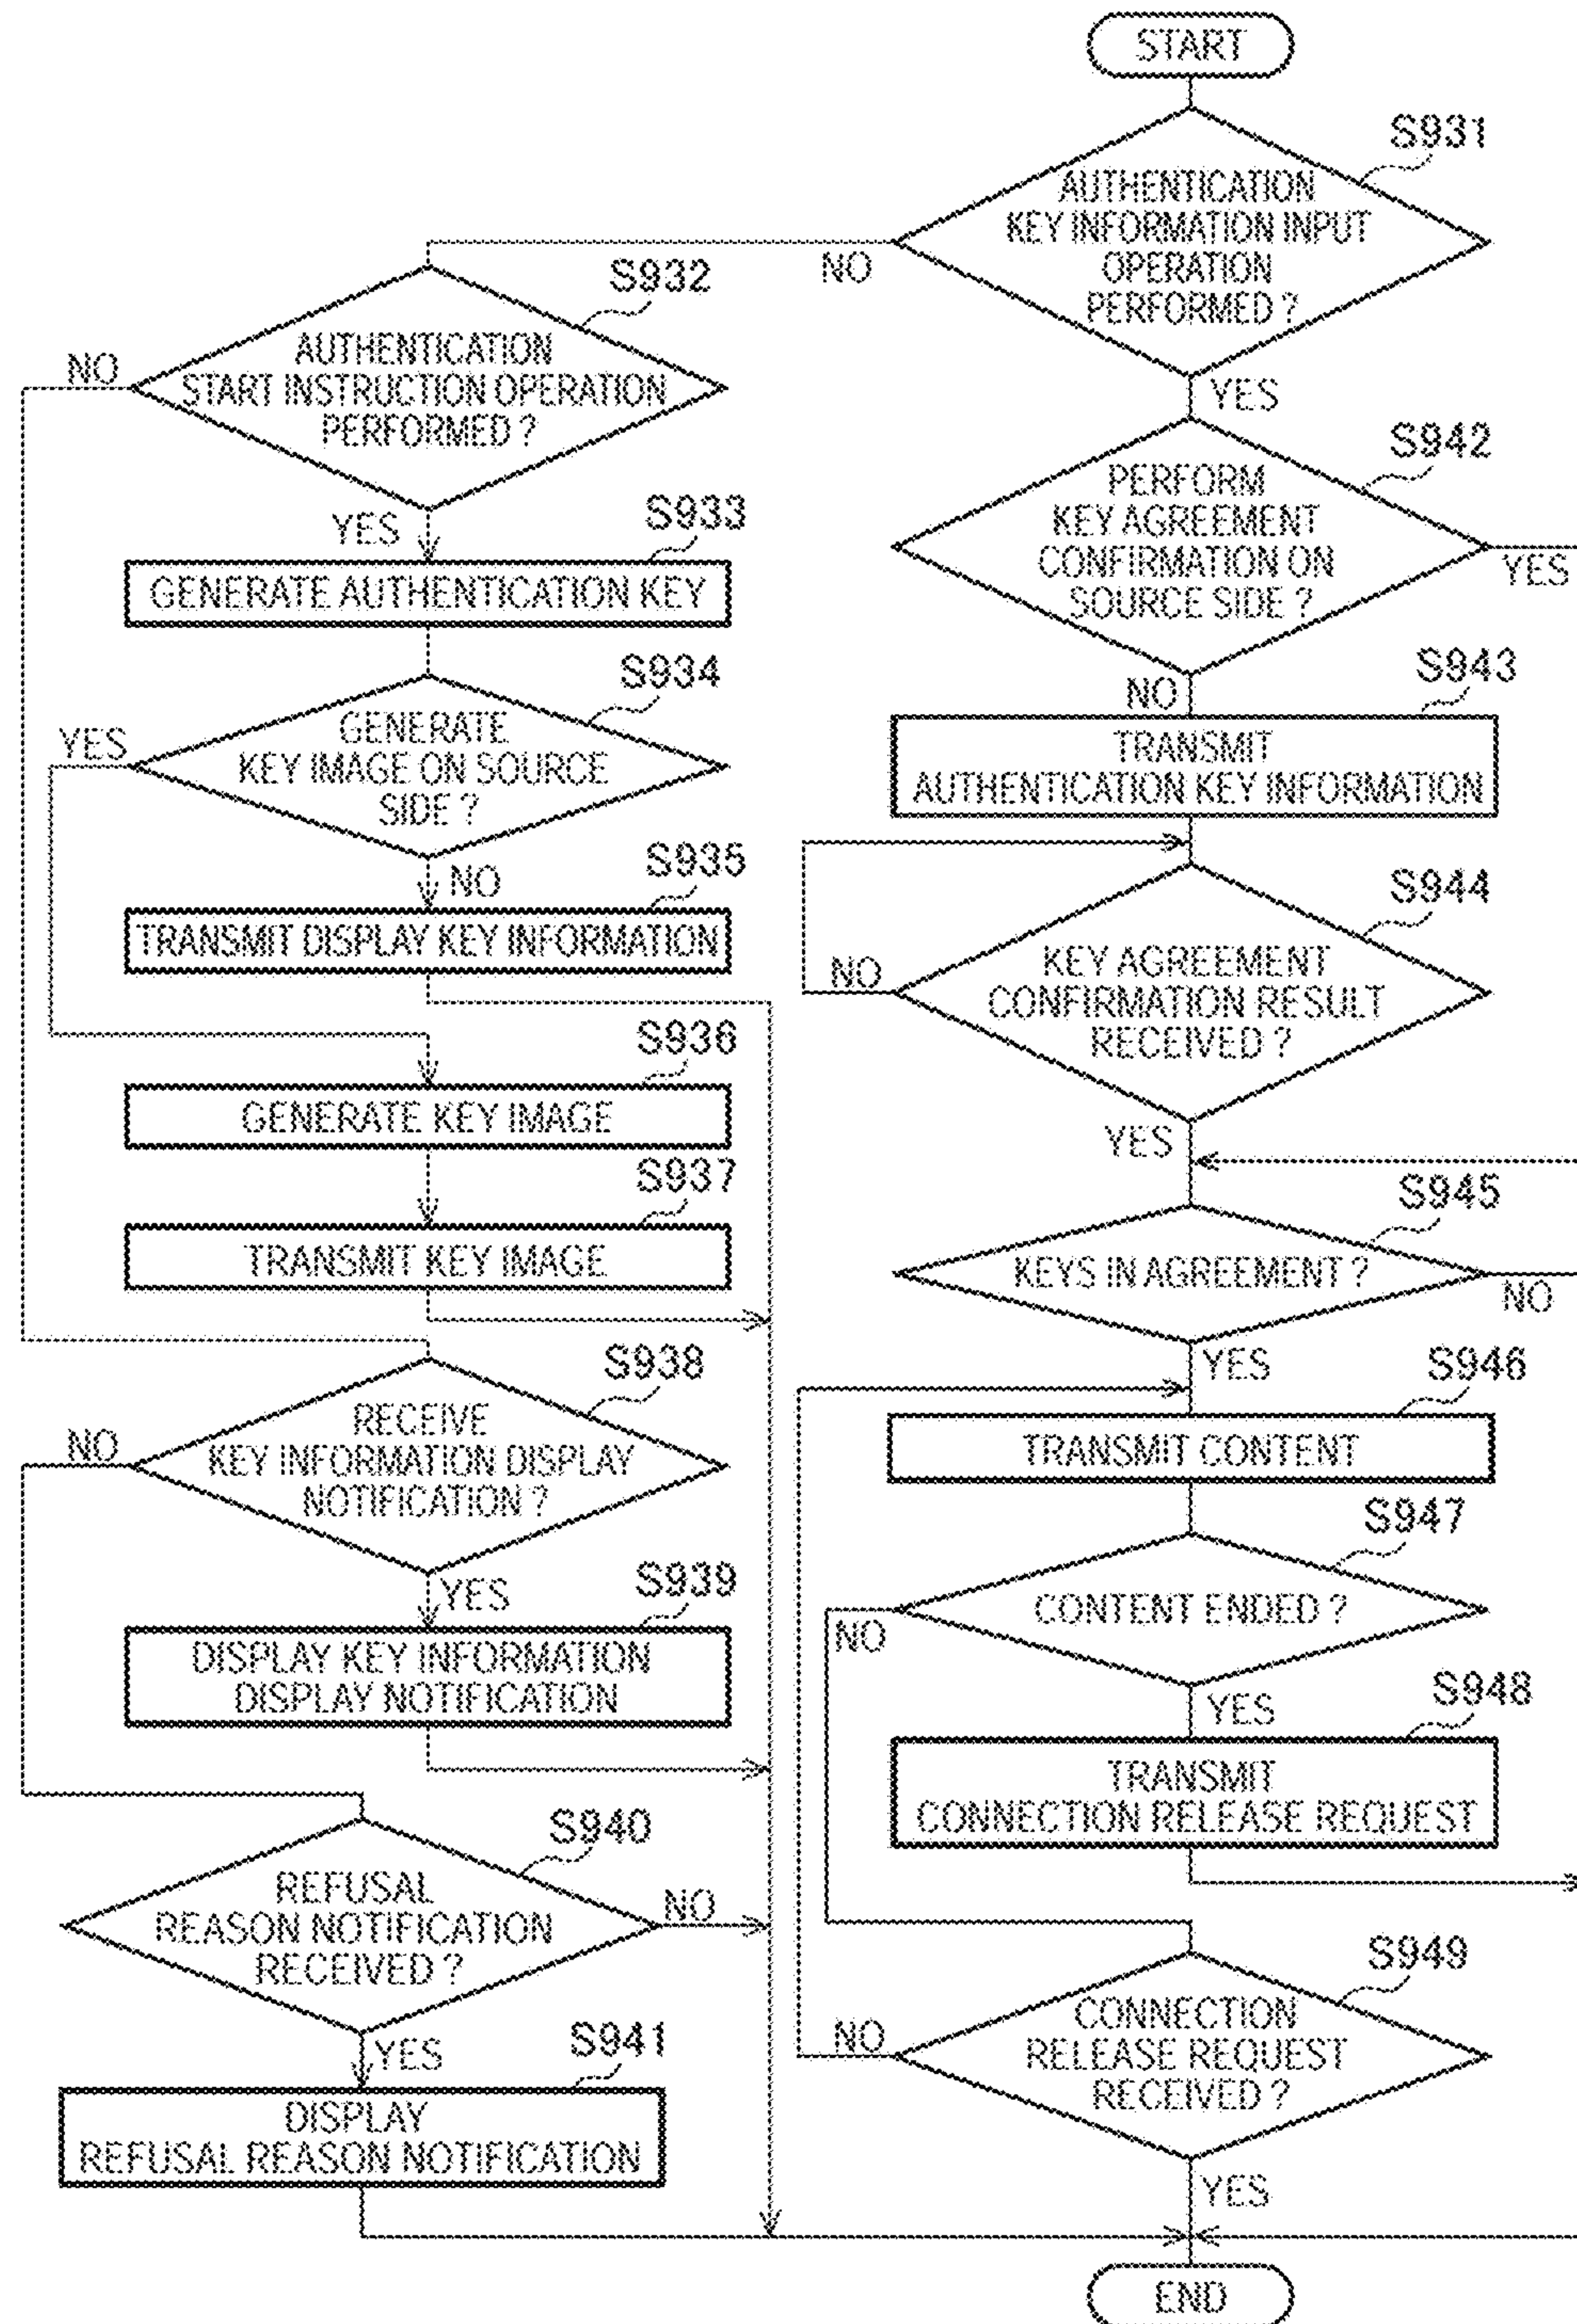 START
S931
AUTHENTICATION
KEY INFORMATION INPUT
OPERATION
PERFORMED ?
NO
YES
S932
AUTHENTICATION
START INSTRUCTION OPERATION
PERFORMED ?
NO
YES
S933
GENERATE AUTHENTICATION KEY
S934
GENERATE
KEY IMAGE ON SOURCE
SIDE ?
YES
NO
S935
TRANSMIT DISPLAY KEY INFORMATION
S936
GENERATE KEY IMAGE
S937
TRANSMIT KEY IMAGE
S938
RECEIVE
KEY INFORMATION DISPLAY
NOTIFICATION ?
NO
YES
S939
DISPLAY KEY INFORMATION
DISPLAY NOTIFICATION
S940
REFUSAL
REASON NOTIFICATION
RECEIVED ?
NO
YES
S941
DISPLAY
REFUSAL REASON NOTIFICATION
S942
PERFORM
KEY AGREEMENT
CONFIRMATION ON
SOURCE SIDE ?
YES
NO
S943
TRANSMIT
AUTHENTICATION KEY INFORMATION
S944
KEY AGREEMENT
CONFIRMATION RESULT
RECEIVED ?
NO
YES
S945
KEYS IN AGREEMENT ?
NO
YES
S946
TRANSMIT CONTENT
S947
CONTENT ENDED ?
NO
YES
S948
TRANSMIT
CONNECTION RELEASE REQUEST
S949
CONNECTION
RELEASE REQUEST
RECEIVED ?
NO
YES
END